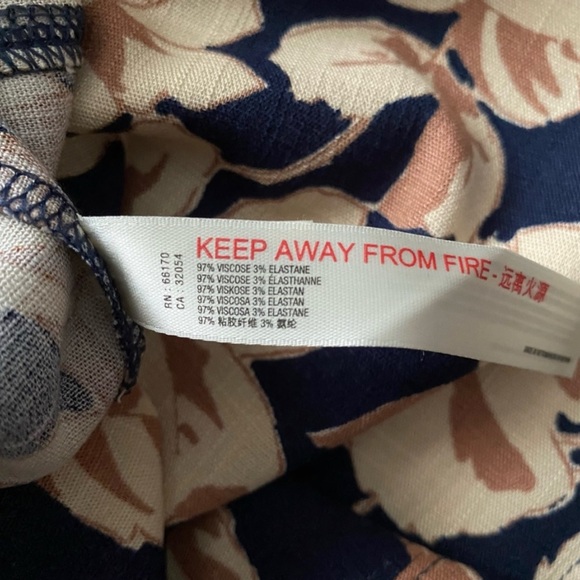 RN : 66170
CA : 32054
KEEP AWAY FROM FIRE - 远离火源
97% VISCOSE 3% ELASTANE
97% VISCOSE 3% ÉLASTHANNE
97% VISKOSE 3% ELASTAN
97% VISCOSA 3% ELASTAN
97% VISCOSA 3% ELASTANE
97% 粘胶纤维 3% 氨纶